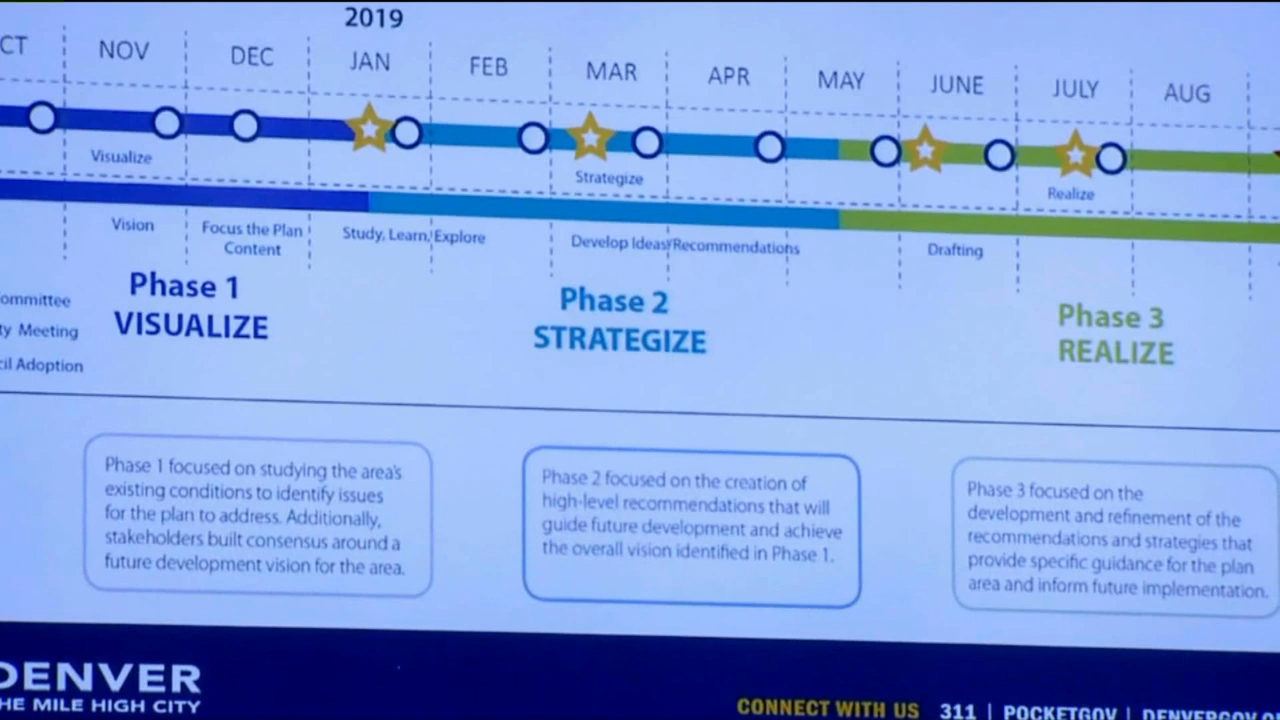 2019
CT NOV DEC JAN FEB MAR APR MAY JUNE JULY AUG
Visualize Strategize Realize
Vision Focus the Plan Study, Learn, Explore Develop Ideas/Recommendations Drafting
Content
Phase 1 Phase 2 Phase 3
VISUALIZE STRATEGIZE REALIZE
ommittee
ty Meeting
cil Adoption
Phase 1 focused on studying the area's
existing conditions to identify issues
for the plan to address. Additionally,
stakeholders built consensus around a
future development vision for the area.
Phase 2 focused on the creation of
high-level recommendations that will
guide future development and achieve
the overall vision identified in Phase 1.
Phase 3 focused on the
development and refinement of the
recommendations and strategies that
provide specific guidance for the plan
area and inform future implementation.
DENVER
HE MILE HIGH CITY
CONNECT WITH US 311 | POCKETGOV | DENVERGOV.O